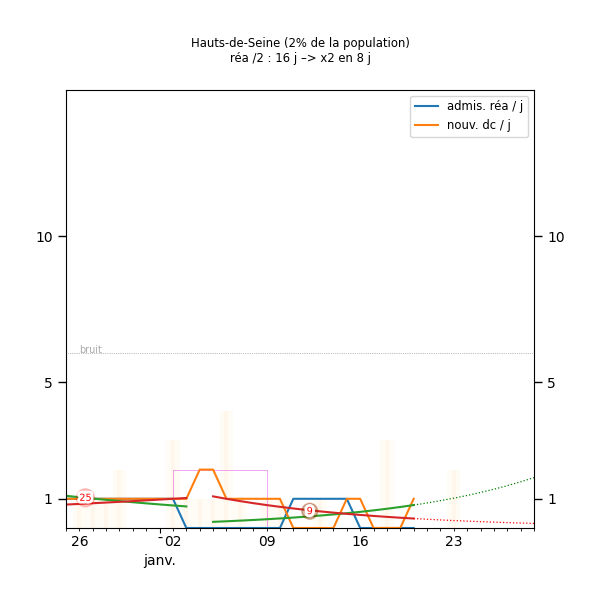 Hauts-de-Seine (2% de la population)
réa /2 : 16 j –> x2 en 8 j
admis. réa / j
nouv. dc / j
10 10
bruit
5 5
25
9
1 1
26 02 09 16 23
janv.